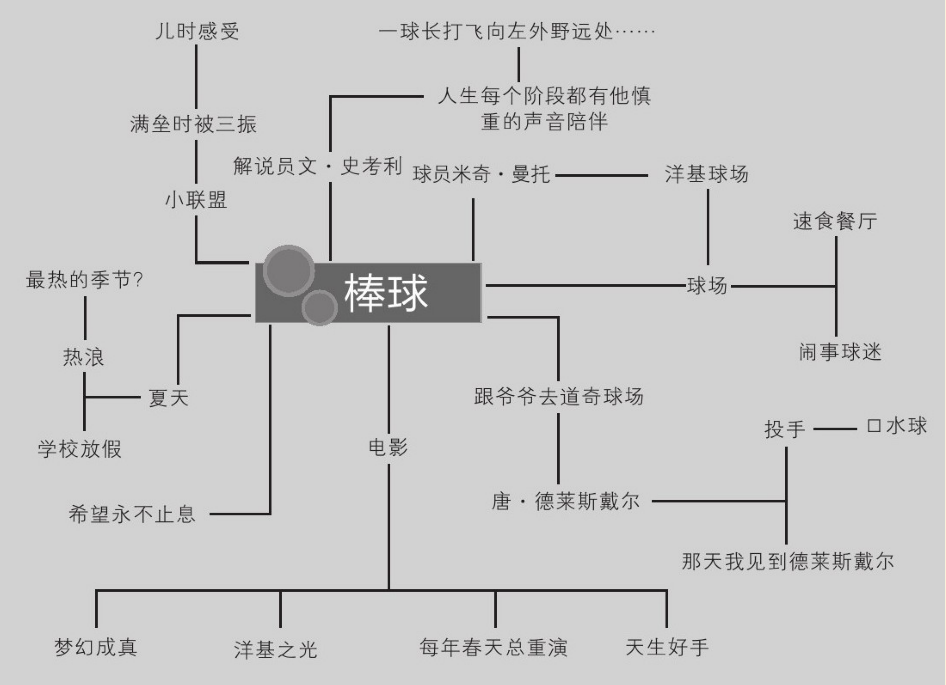 儿时感受
一球长打飞向左外野远处……
人生每个阶段都有他慎
重的声音陪伴
满垒时被三振
解说员文·史考利
球员米奇·曼托
洋基球场
小联盟
速食餐厅
最热的季节?
棒球
球场
热浪
闹事球迷
夏天
跟爷爷去道奇球场
学校放假
电影
投手
口水球
希望永不止息
唐·德莱斯戴尔
那天我见到德莱斯戴尔
梦幻成真
洋基之光
每年春天总重演
天生好手